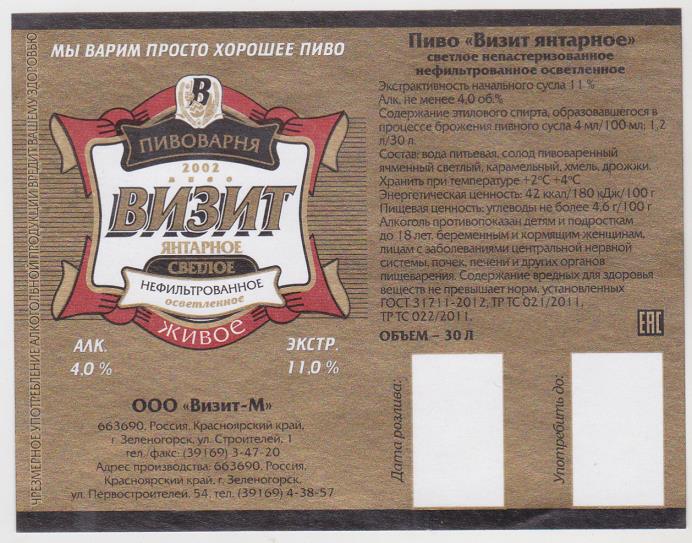 ЧРЕЗМЕРНОЕ УПОТРЕБЛЕНИЕ АЛКОГОЛЬНОЙ ПРОДУКЦИИ ВРЕДИТ ВАШЕМУ ЗДОРОВЬЮ
МЫ ВАРИМ ПРОСТО ХОРОШЕЕ ПИВО
В
ПИВОВАРНЯ
2002
пиво
ВИЗИТ
ЯНТАРНОЕ
СВЕТЛОЕ
НЕФИЛЬТРОВАННОЕ
осветленное
живое
АЛК.
4,0 %
ЭКСТР.
11,0 %
ООО «Визит-М»
663690, Россия, Красноярский край,
г. Зеленогорск, ул. Строителей, 1
тел./факс: (39169) 3-47-20
Адрес производства: 663690, Россия,
Красноярский край, г. Зеленогорск,
ул. Первостроителей, 54, тел. (39169) 4-38-57
Пиво «Визит янтарное»
светлое непастеризованное
нефильтрованное осветленное
Экстрактивность начального сусла 11 %
Алк. не менее 4,0 об.%
Содержание этилового спирта, образовавшегося в
процессе брожения пивного сусла 4 мл/100 мл; 1,2
л/30 л.
Состав: вода питьевая, солод пивоваренный
ячменный светлый, карамельный, хмель, дрожжи.
Хранить при температуре +2°С +4°С
Энергетическая ценность: 42 ккал/180 кДж/100 г
Пищевая ценность: углеводы не более 4,6 г/100 г
Алкоголь противопоказан детям и подросткам
до 18 лет, беременным и кормящим женщинам,
лицам с заболеваниями центральной нервной
системы, почек, печени и других органов
пищеварения. Содержание вредных для здоровья
веществ не превышает норм, установленных
ГОСТ 31711-2012, ТР ТС 021/2011,
ТР ТС 022/2011.
EAC
ОБЪЕМ – 30 Л
Дата розлива:
Употребить до: